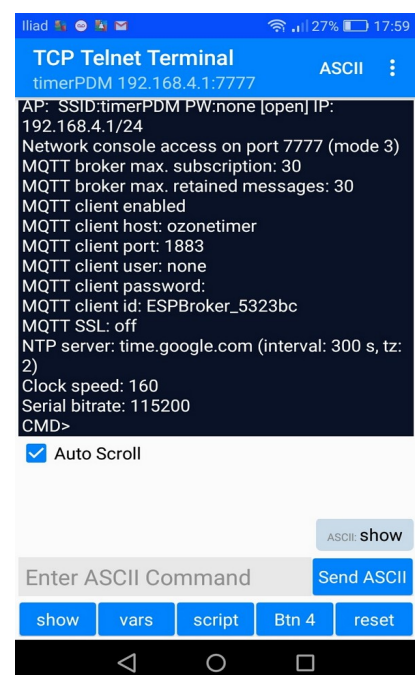 Iliad 27% 17:59
TCP Telnet Terminal
timerPDM 192.168.4.1:7777
ASCII
AP: SSID:timerPDM PW:none [open] IP:
192.168.4.1/24
Network console access on port 7777 (mode 3)
MQTT broker max. subscription: 30
MQTT broker max. retained messages: 30
MQTT client enabled
MQTT client host: ozonetimer
MQTT client port: 1883
MQTT client user: none
MQTT client password:
MQTT client id: ESPBroker_5323bc
MQTT SSL: off
NTP server: time.google.com (interval: 300 s, tz:
2)
Clock speed: 160
Serial bitrate: 115200
CMD>
Auto Scroll
ASCII: show
Enter ASCII Command
Send ASCII
show vars script Btn 4 reset